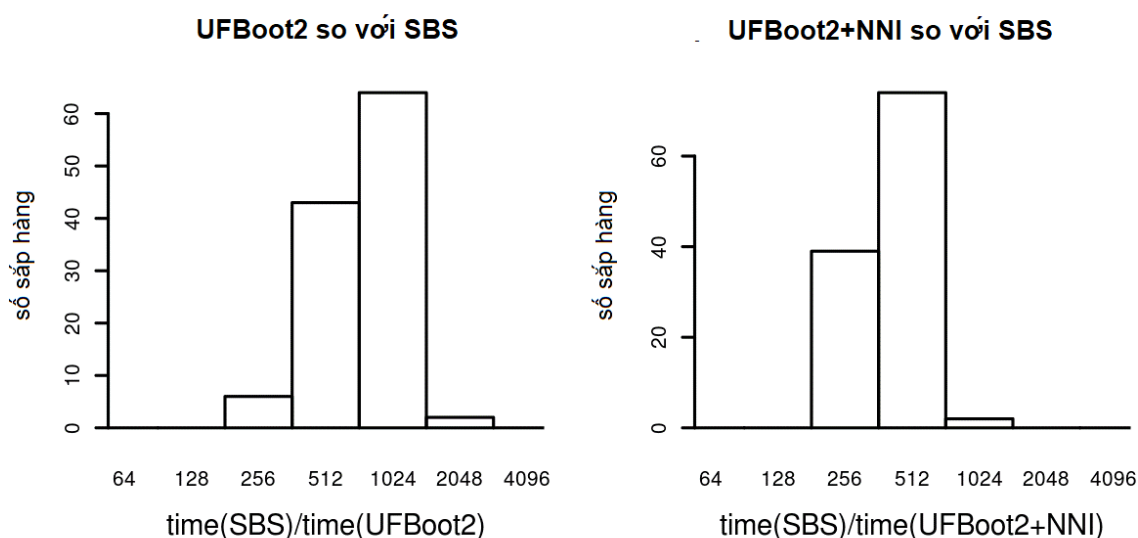 UFBoot2 so với SBS
số sắp hàng
60
50
40
30
20
10
0
64 128 256 512 1024 2048 4096
time(SBS)/time(UFBoot2)
UFBoot2+NNI so với SBS
số sắp hàng
60
40
20
0
64 128 256 512 1024 2048 4096
time(SBS)/time(UFBoot2+NNI)